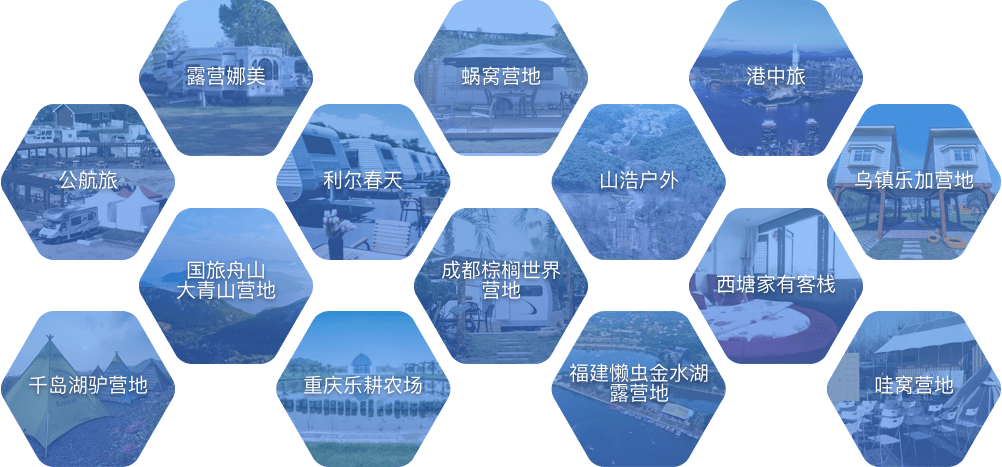 露营娜美
蜗窝营地
港中旅
公航旅
利尔春天
山浩户外
乌镇乐加营地
国旅舟山
大青山营地
成都棕榈世界
营地
西塘家有客栈
千岛湖驴营地
重庆乐耕农场
福建懒虫金水湖
露营地
哇窝营地